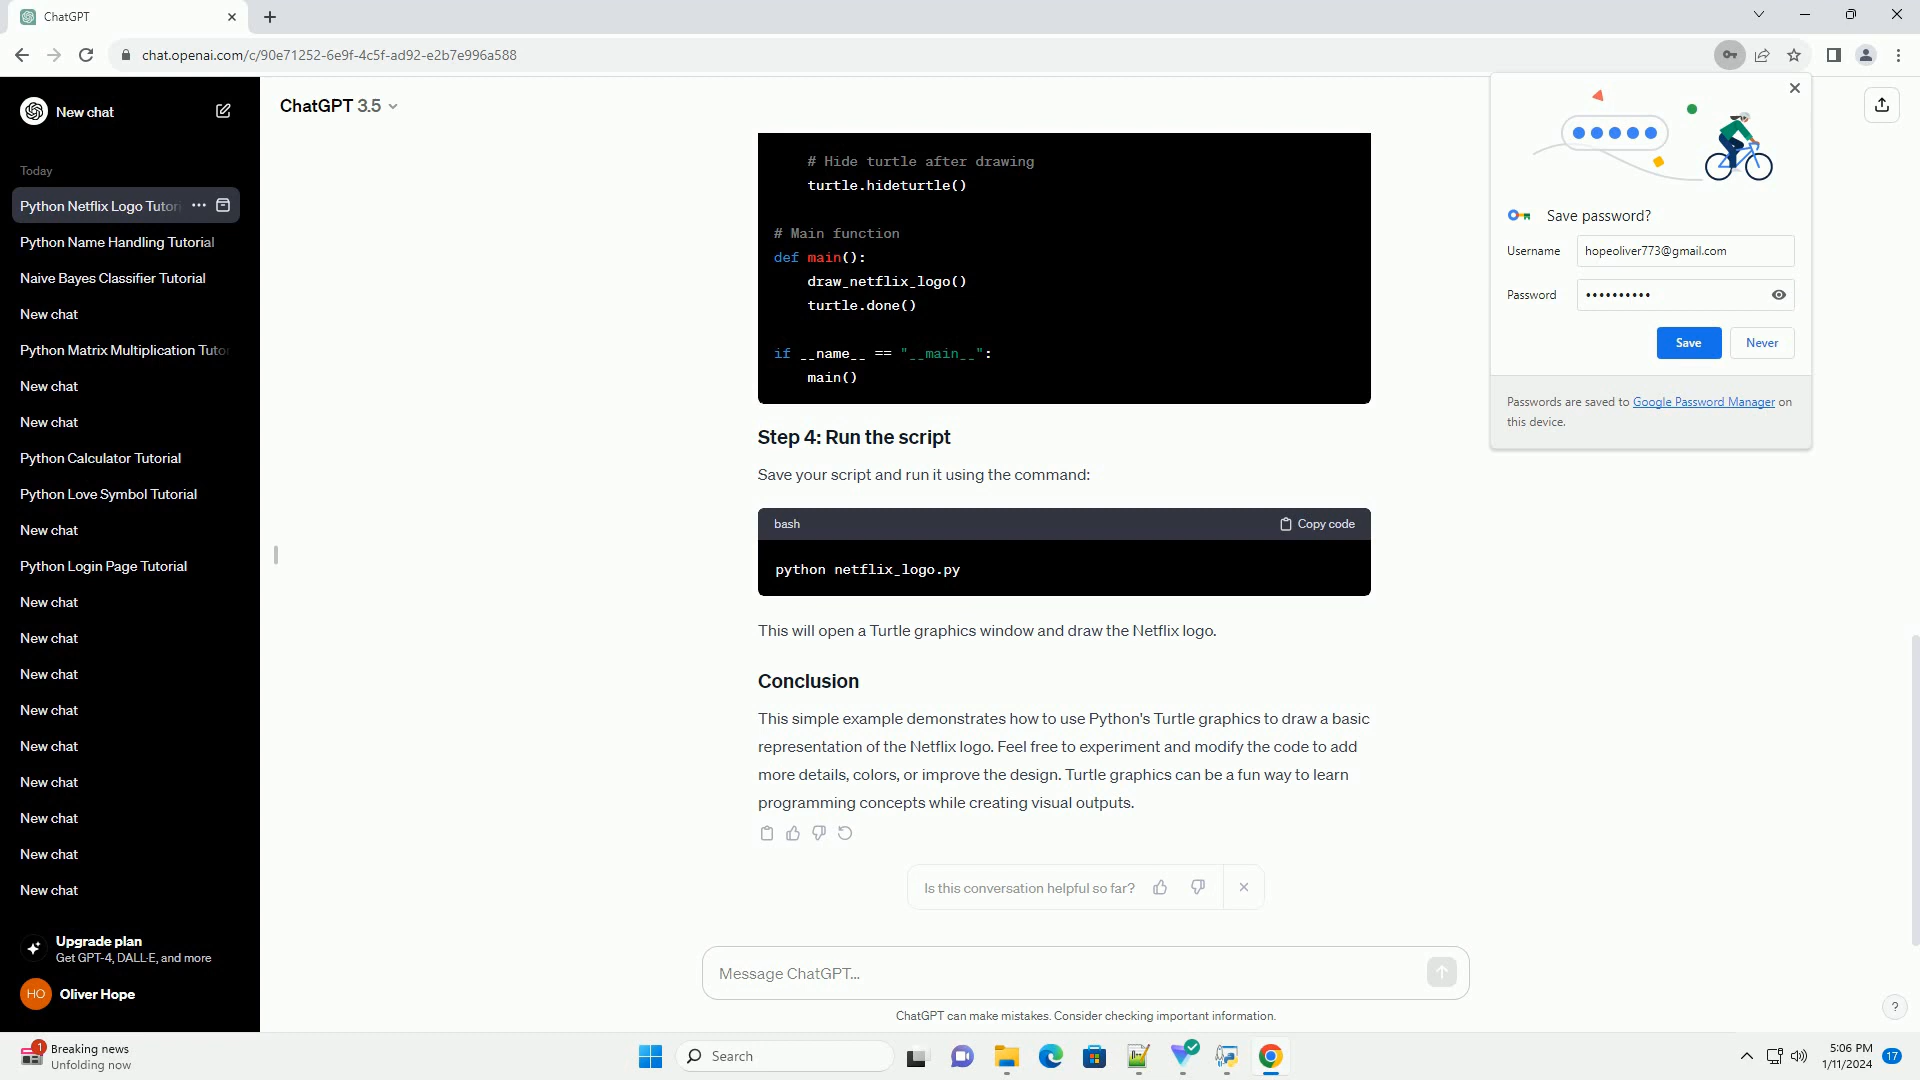 ChatGPT
chat.openai.com/c/90e71252-6e9f-4c5f-ad92-e2b7e996a588
New chat
Today
Python Netflix Logo Tutori
Python Name Handling Tutorial
Naive Bayes Classifier Tutorial
New chat
Python Matrix Multiplication Tutor
New chat
New chat
Python Calculator Tutorial
Python Love Symbol Tutorial
New chat
Python Login Page Tutorial
New chat
New chat
New chat
New chat
New chat
New chat
New chat
New chat
New chat
Upgrade plan
Get GPT-4, DALL·E, and more
HO
Oliver Hope
ChatGPT 3.5
# Hide turtle after drawing
turtle.hideturtle()
# Main function
def main():
draw_netflix_logo()
turtle.done()
if __name__ == "__main__":
main()
Step 4: Run the script
Save your script and run it using the command:
bash
Copy code
python netflix_logo.py
This will open a Turtle graphics window and draw the Netflix logo.
Conclusion
This simple example demonstrates how to use Python's Turtle graphics to draw a basic
representation of the Netflix logo. Feel free to experiment and modify the code to add
more details, colors, or improve the design. Turtle graphics can be a fun way to learn
programming concepts while creating visual outputs.
Is this conversation helpful so far?
Message ChatGPT...
ChatGPT can make mistakes. Consider checking important information.
?
Save password?
Username
hopeoliver773@gmail.com
Password
••••••••••
Save
Never
Passwords are saved to Google Password Manager on
this device.
1
Breaking news
Unfolding now
Search
5:06 PM
1/11/2024
17